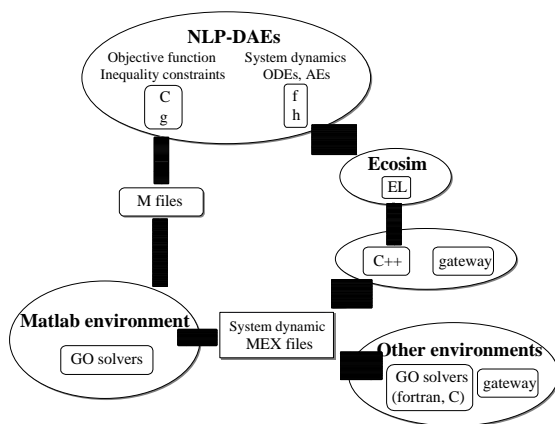 NLP-DAEs
Objective function
Inequality constraints
System dynamics
ODEs, AEs
C
g
f
h
Ecosim
EL
M files
C++
gateway
Matlab environment
GO solvers
System dynamic
MEX files
Other environments
GO solvers
(fortran, C)
gateway